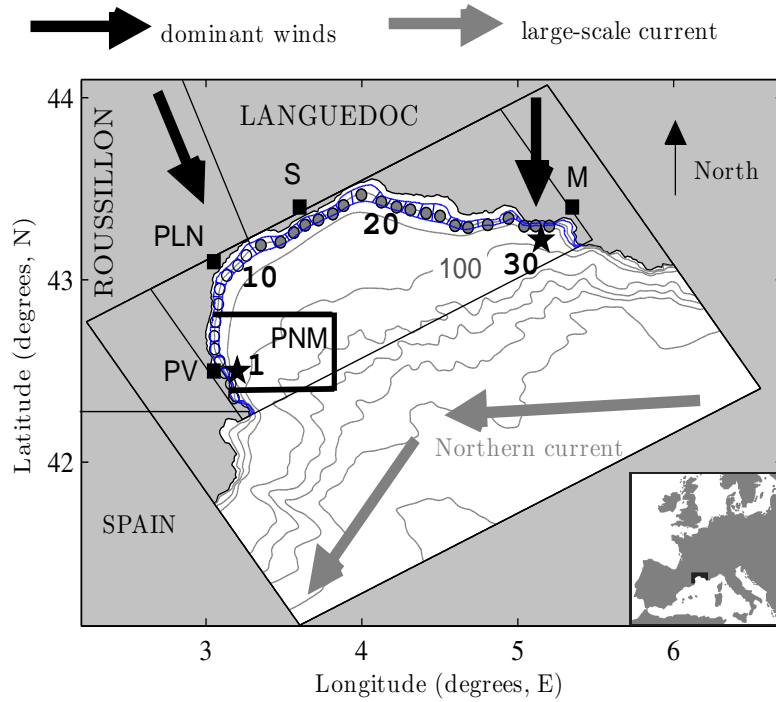 dominant winds
large-scale current
44
43
42
Latitude (degrees, N)
ROUSSILLON
LANGUEDOC
S
M
North
PLN
20
10
30
100
PNM
PV
1
Northern current
SPAIN
3
4
5
6
Longitude (degrees, E)